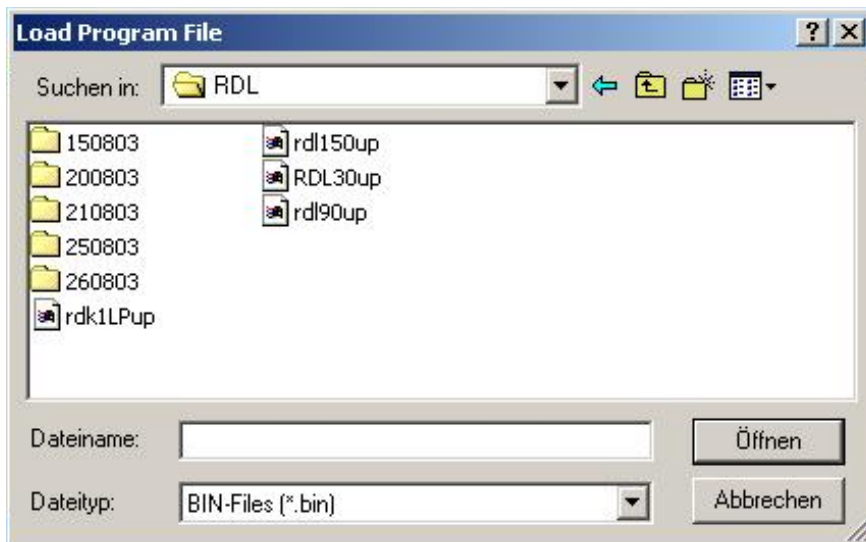 Load Program File
Suchen in: RDL
150803
200803
210803
250803
260803
rdk1LPup
rdl150up
RDL30up
rdl90up
Dateiname: Öffnen
Dateityp: BIN-Files (*.bin) Abbrechen